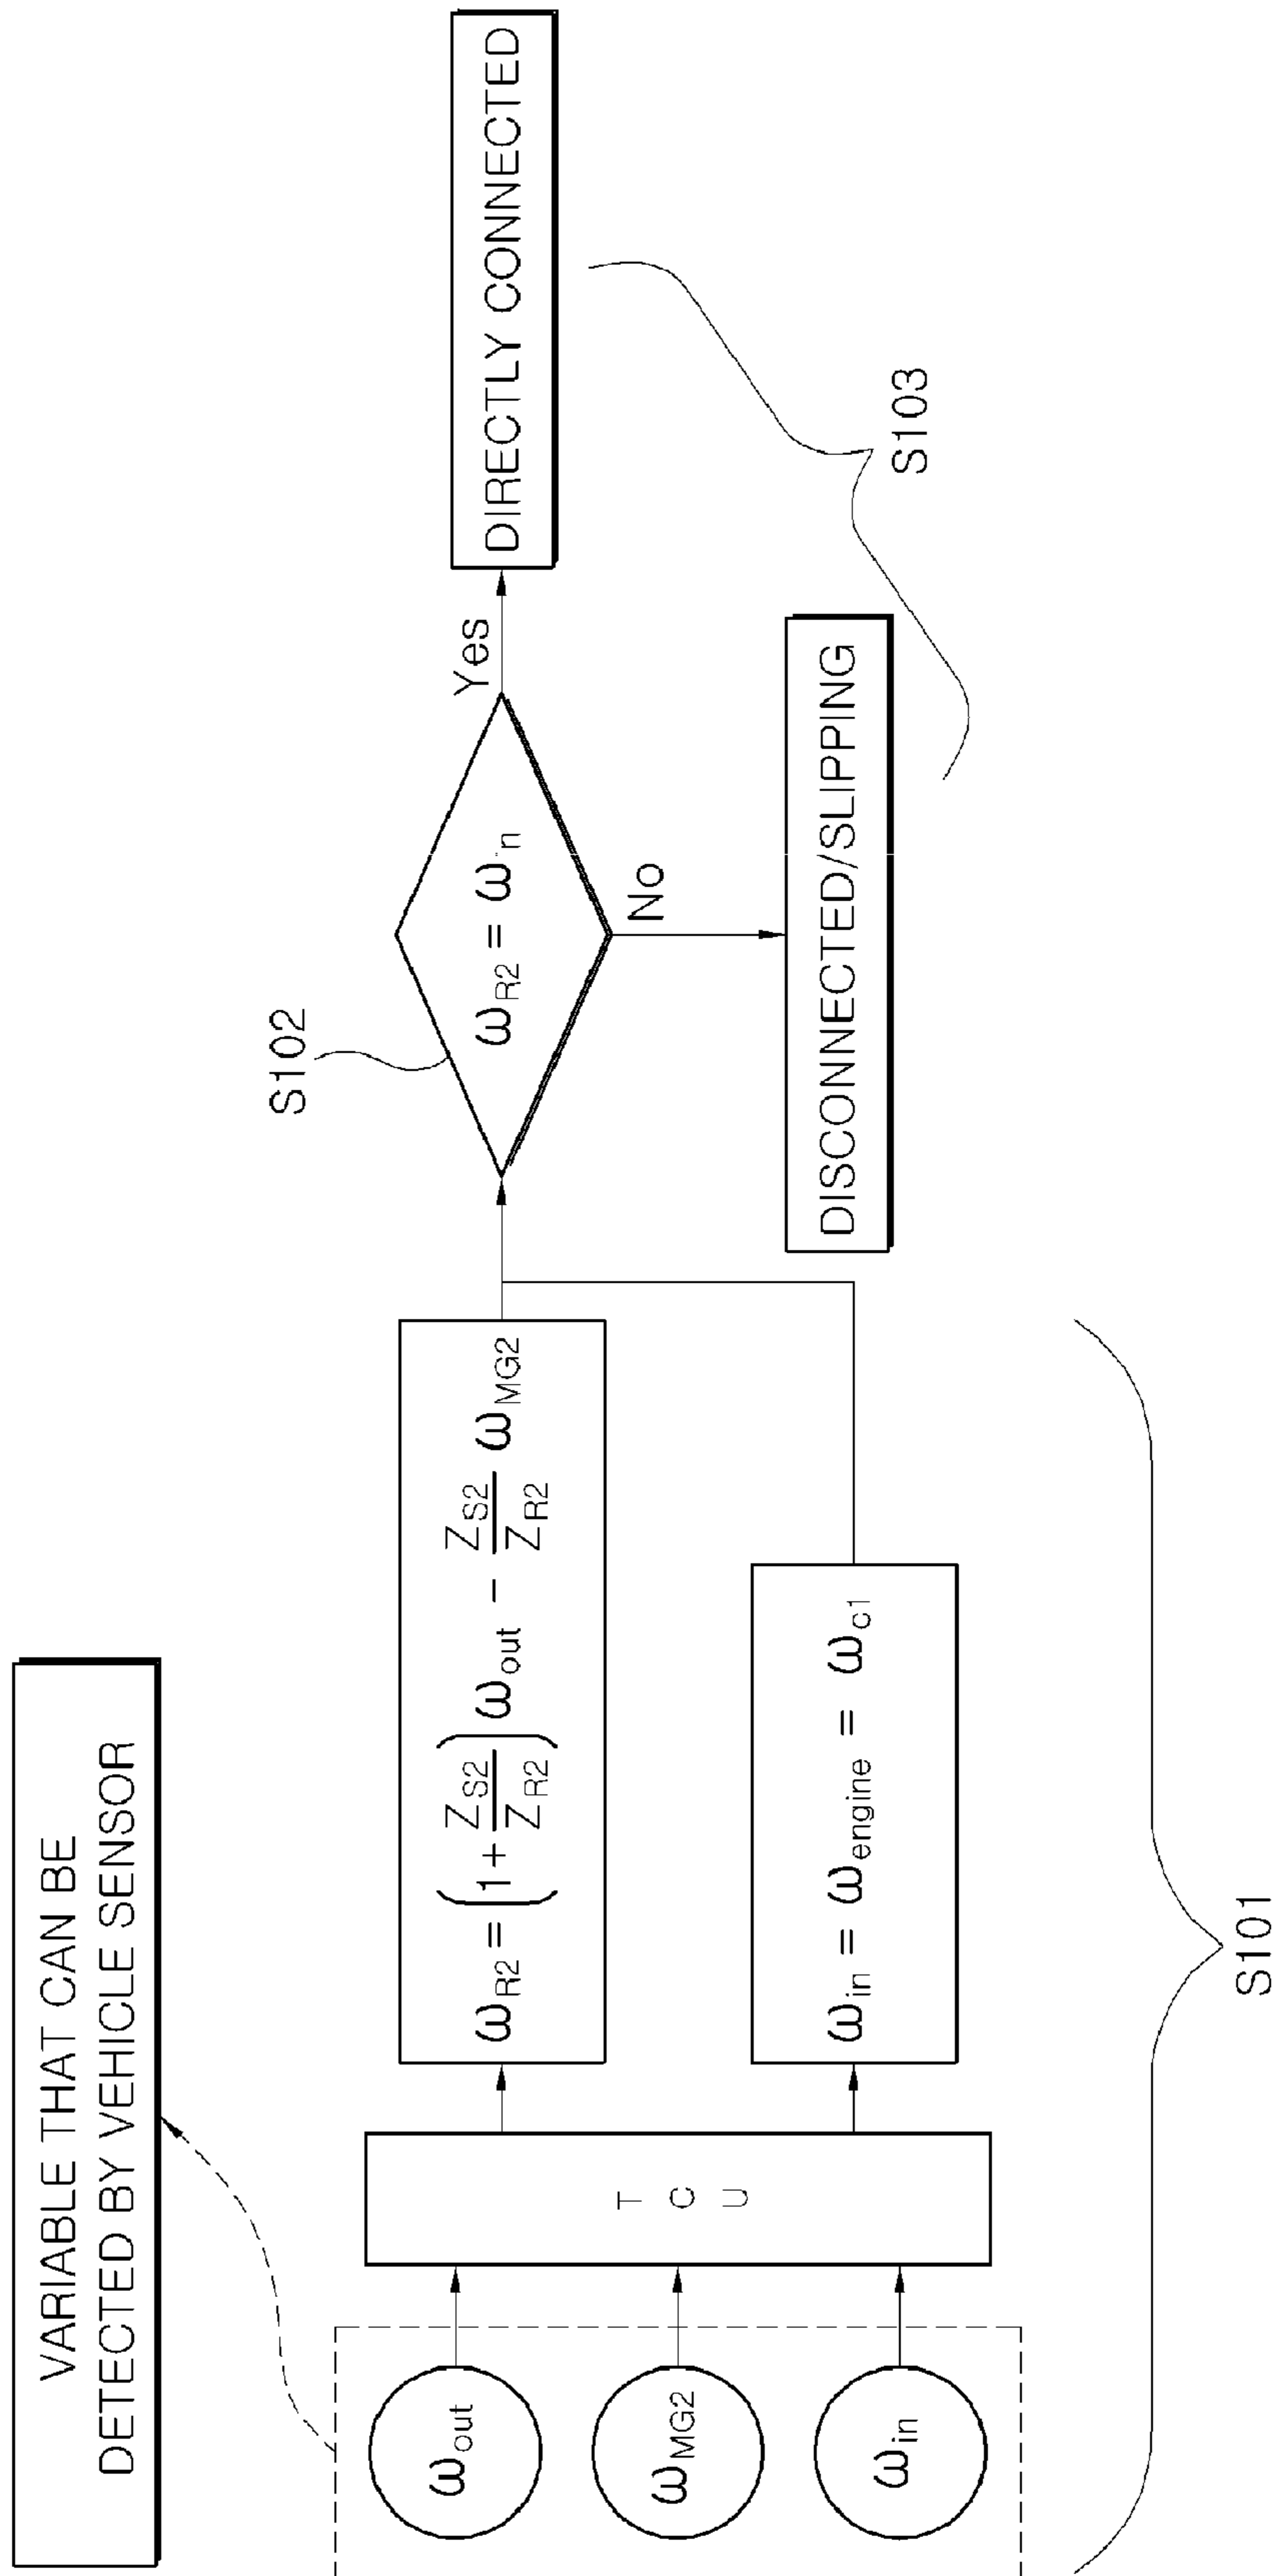 VARIABLE THAT CAN BE
DETECTED BY VEHICLE SENSOR
ω_out
ω_MG2
ω_in
T C U
ω_R2 = (1 + Z_S2/Z_R2) ω_out - Z_S2/Z_R2 ω_MG2
ω_in = ω_engine = ω_c1
S101
S102
ω_R2 = ω_in
Yes
No
DIRECTLY CONNECTED
DISCONNECTED/SLIPPING
S103